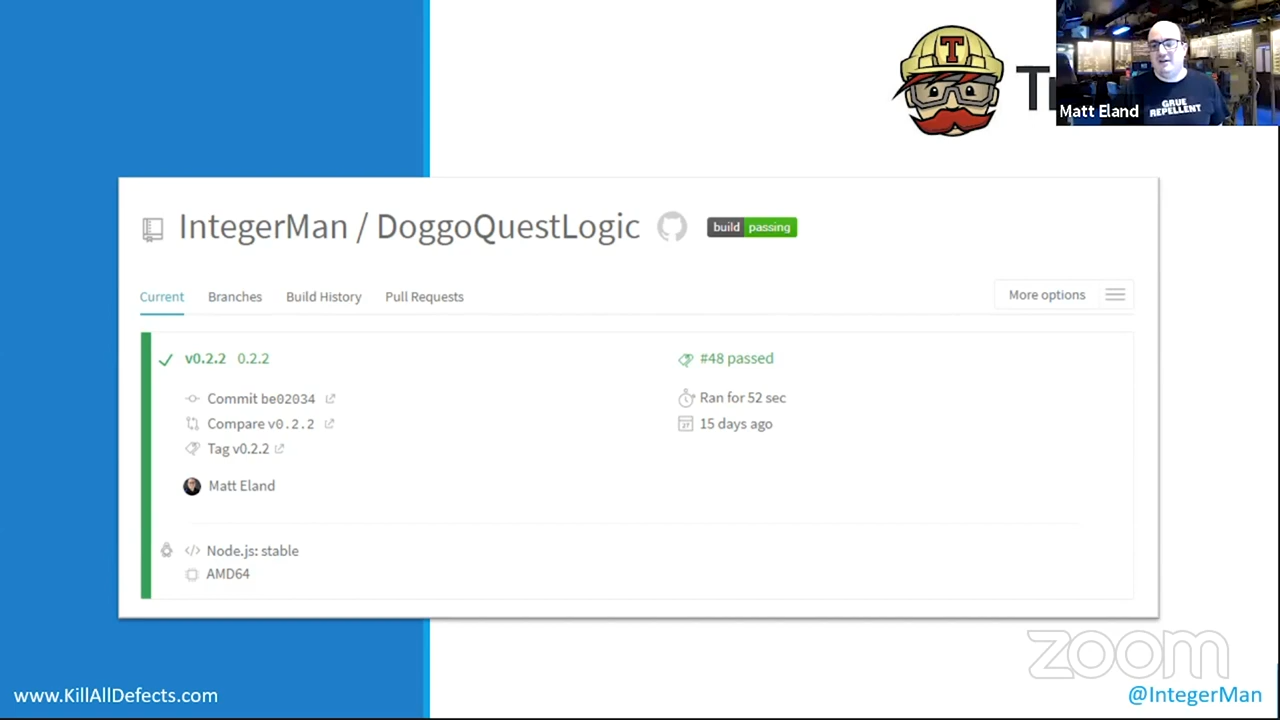 T
Matt Eland
GRUE
REPELLENT
IntegerMan / DoggoQuestLogic
build passing
Current
Branches
Build History
Pull Requests
More options
v0.2.2 0.2.2
#48 passed
Commit be02034
Ran for 52 sec
Compare v0.2.2
15 days ago
Tag v0.2.2
Matt Eland
</> Node.js: stable
AMD64
zoom
www.KillAllDefects.com
@IntegerMan